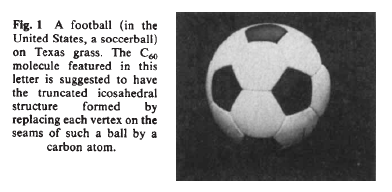 Fig. 1 A football (in the
United States, a soccerball)
on Texas grass. The C60
molecule featured in this
letter is suggested to have
the truncated icosahedral
structure formed by
replacing each vertex on the
seams of such a ball by a
carbon atom.